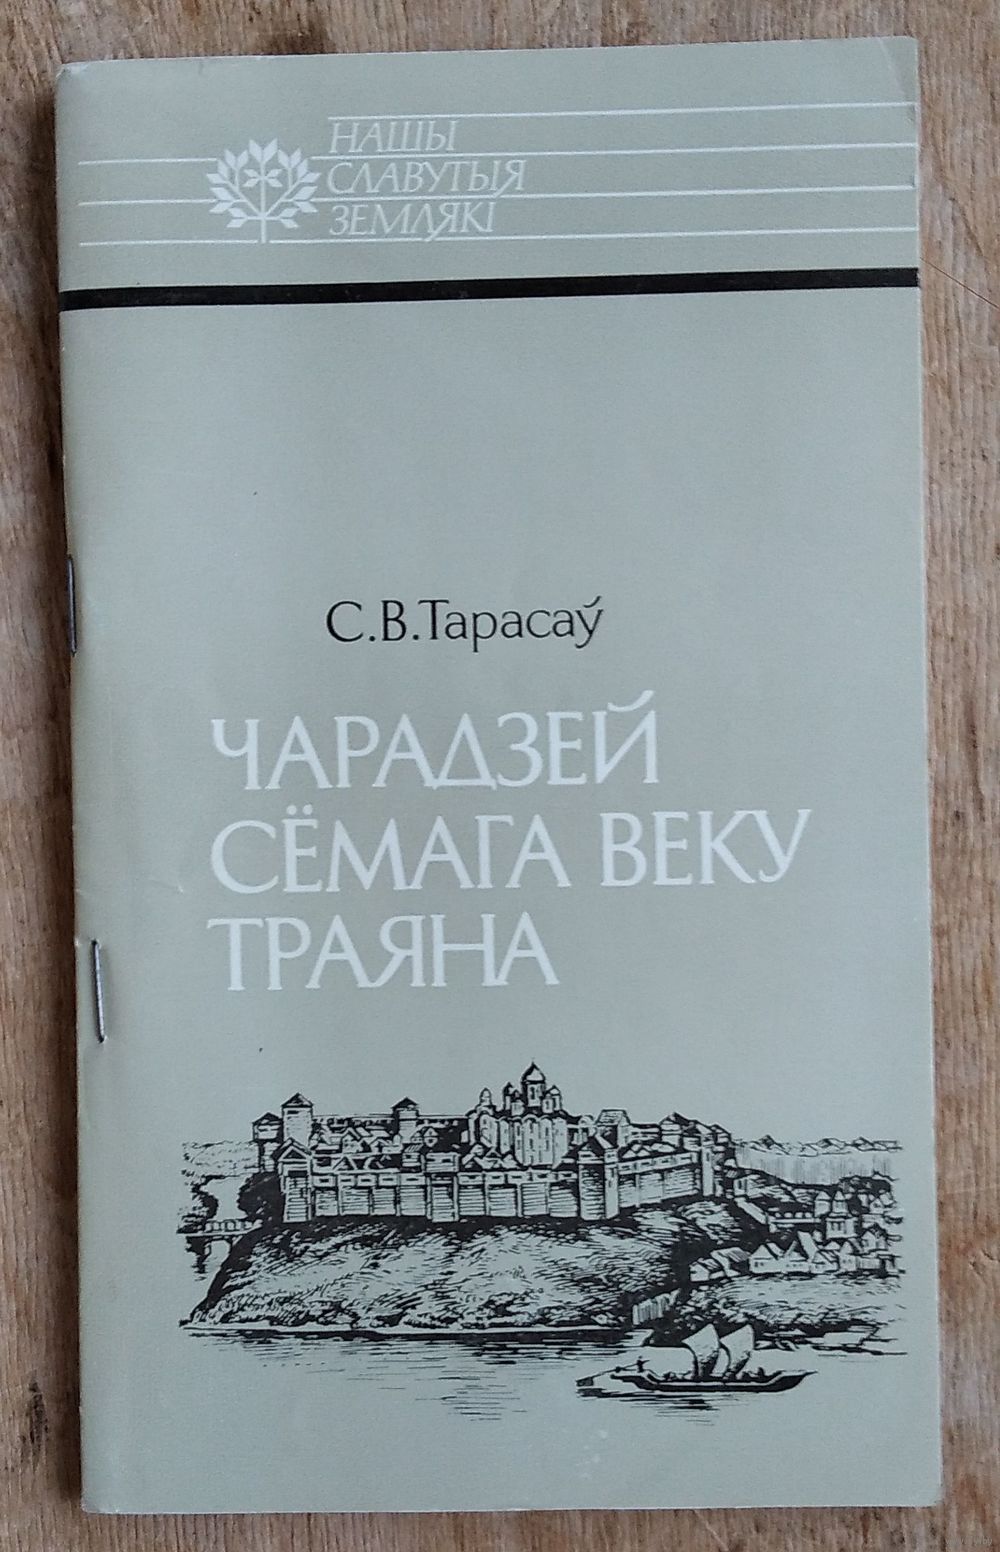 НАШЫ
СЛАВУТЫЯ
ЗЕМЛЯКІ
С.В.Тарасаў
ЧАРАДЗЕЙ
СЁМАГА ВЕКУ
ТРАЯНА